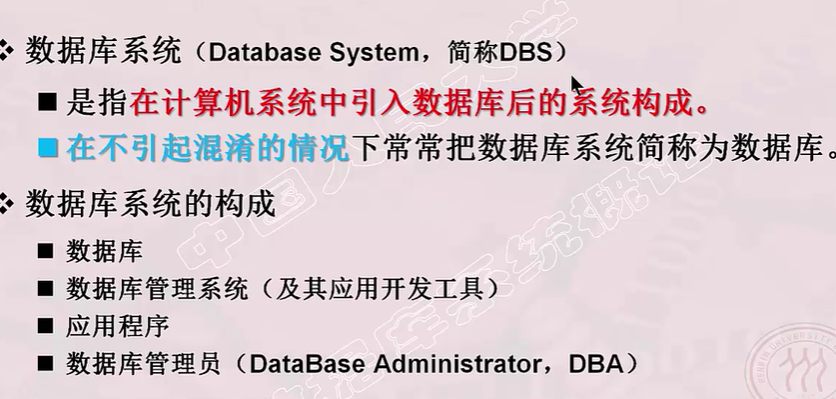 数据库系统（Database System，简称DBS）
是指在计算机系统中引入数据库后的系统构成。
在不引起混淆的情况下常常把数据库系统简称为数据库。
数据库系统的构成
数据库
数据库管理系统（及其应用开发工具）
应用程序
数据库管理员（DataBase Administrator，DBA）